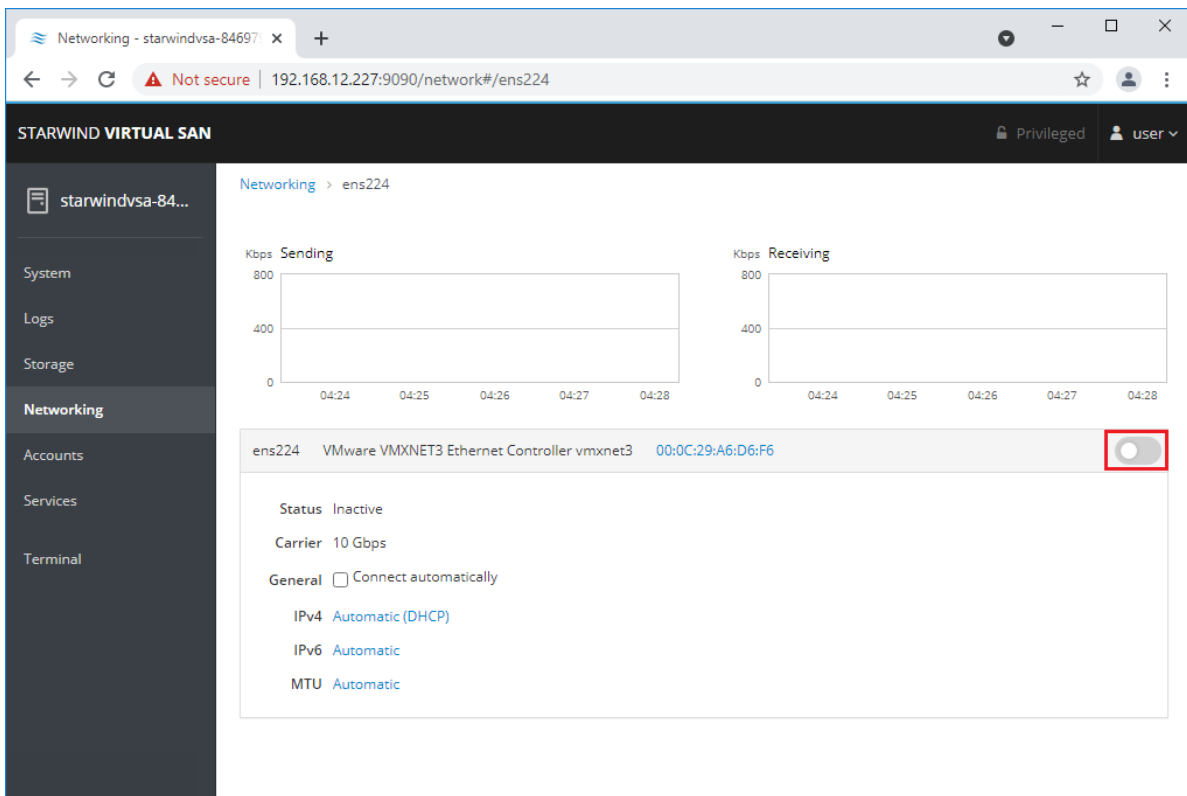 Networking - starwindvsa-84697
Not secure | 192.168.12.227:9090/network#/ens224
STARWIND VIRTUAL SAN
Privileged
user
starwindvsa-84...
System
Logs
Storage
Networking
Accounts
Services
Terminal
Networking > ens224
Kbps Sending
800
400
0
04:24 04:25 04:26 04:27 04:28
Kbps Receiving
800
400
0
04:24 04:25 04:26 04:27 04:28
ens224 VMware VMXNET3 Ethernet Controller vmxnet3 00:0C:29:A6:D6:F6
Status Inactive
Carrier 10 Gbps
General Connect automatically
IPv4 Automatic (DHCP)
IPv6 Automatic
MTU Automatic